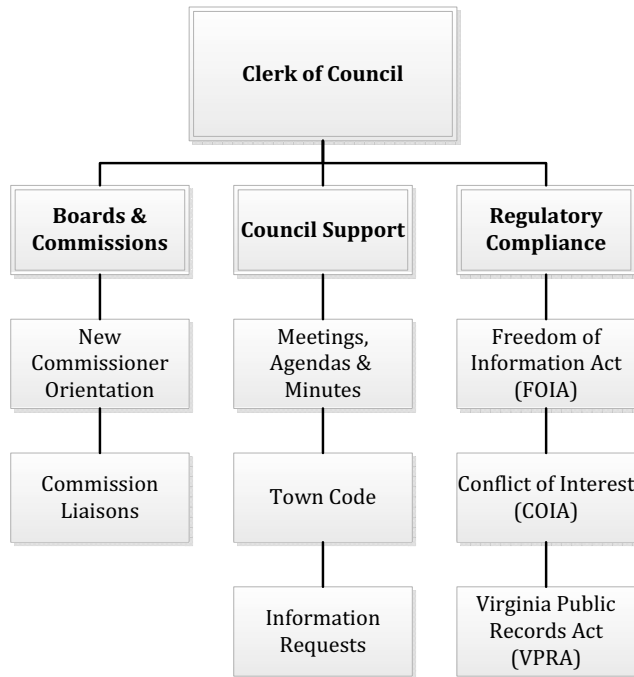 Clerk of Council
Boards &
Commissions
New
Commissioner
Orientation
Commission
Liaisons
Council Support
Meetings,
Agendas &
Minutes
Town Code
Information
Requests
Regulatory
Compliance
Freedom of
Information Act
(FOIA)
Conflict of Interest
(COIA)
Virginia Public
Records Act
(VPRA)